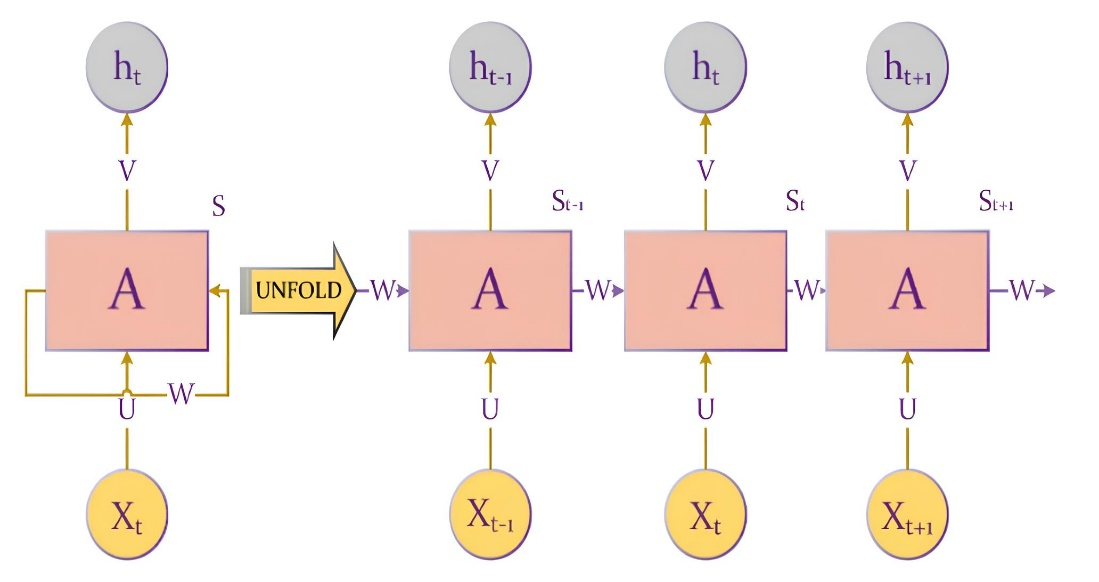 hₜ hₜ₋₁ hₜ hₜ₊₁
V V V V
S Sₜ₋₁ Sₜ Sₜ₊₁
A UNFOLD W A W A W A W
W
U U U U
Xₜ Xₜ₋₁ Xₜ Xₜ₊₁